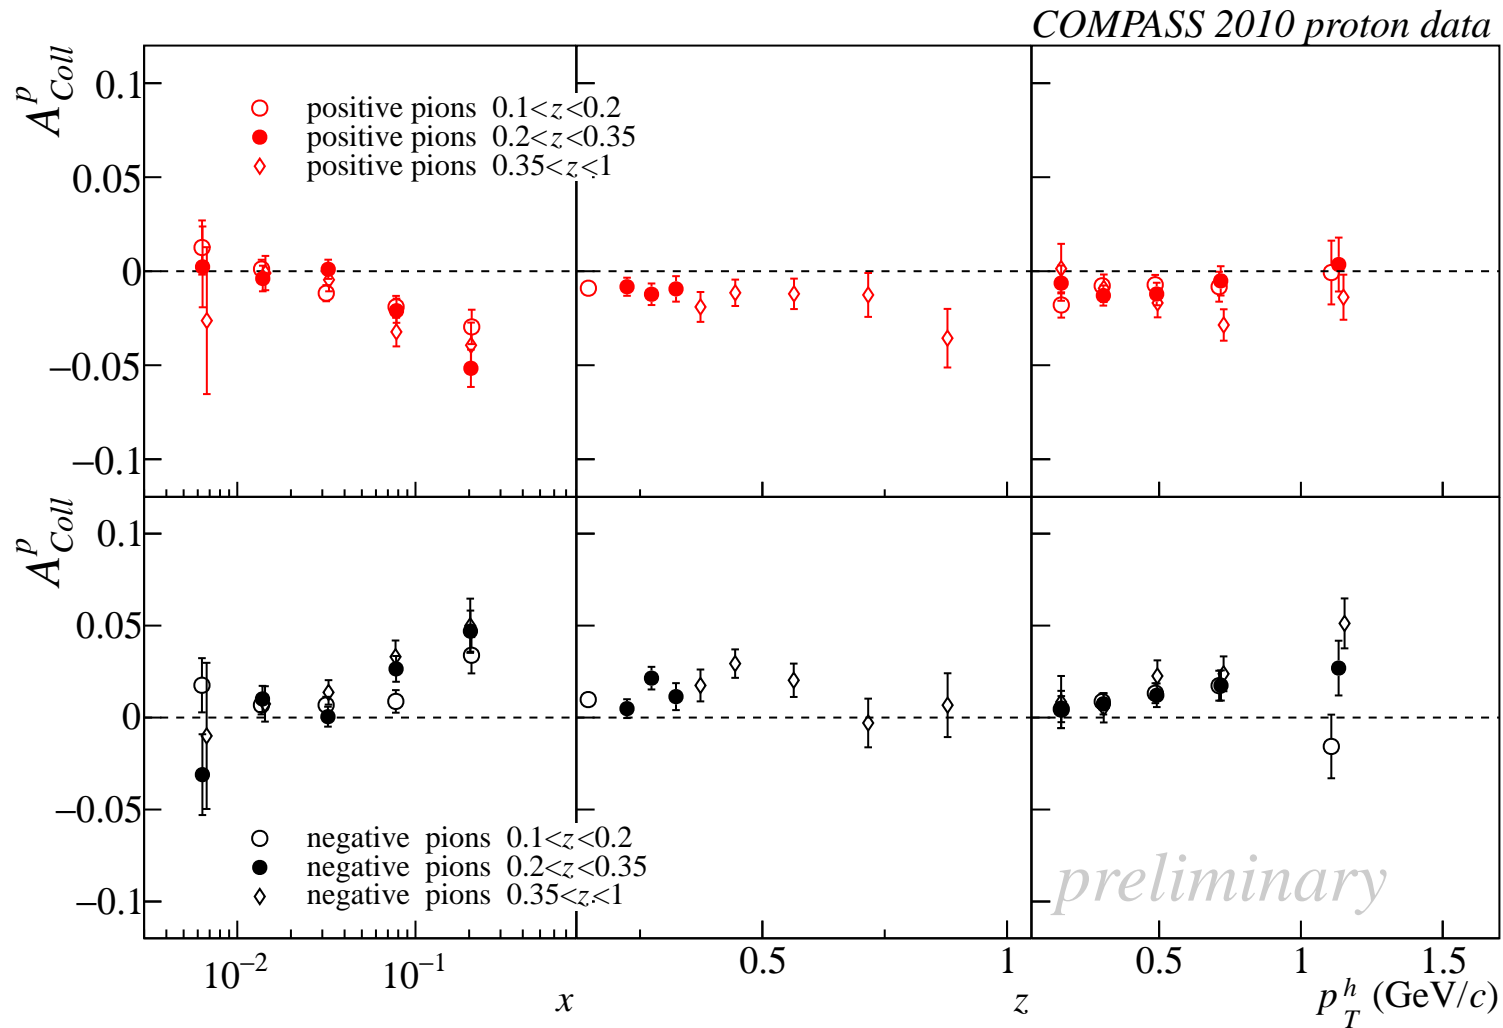 COMPASS 2010 proton data
A^p_Coll
0.1
0.05
0
−0.05
−0.1
positive pions 0.1<z<0.2
positive pions 0.2<z<0.35
positive pions 0.35<z<1
A^p_Coll
0.1
0.05
0
−0.05
−0.1
negative pions 0.1<z<0.2
negative pions 0.2<z<0.35
negative pions 0.35<z<1
preliminary
10⁻² 10⁻¹ 0.5 1 0.5 1 1.5
x z p_T^h (GeV/c)